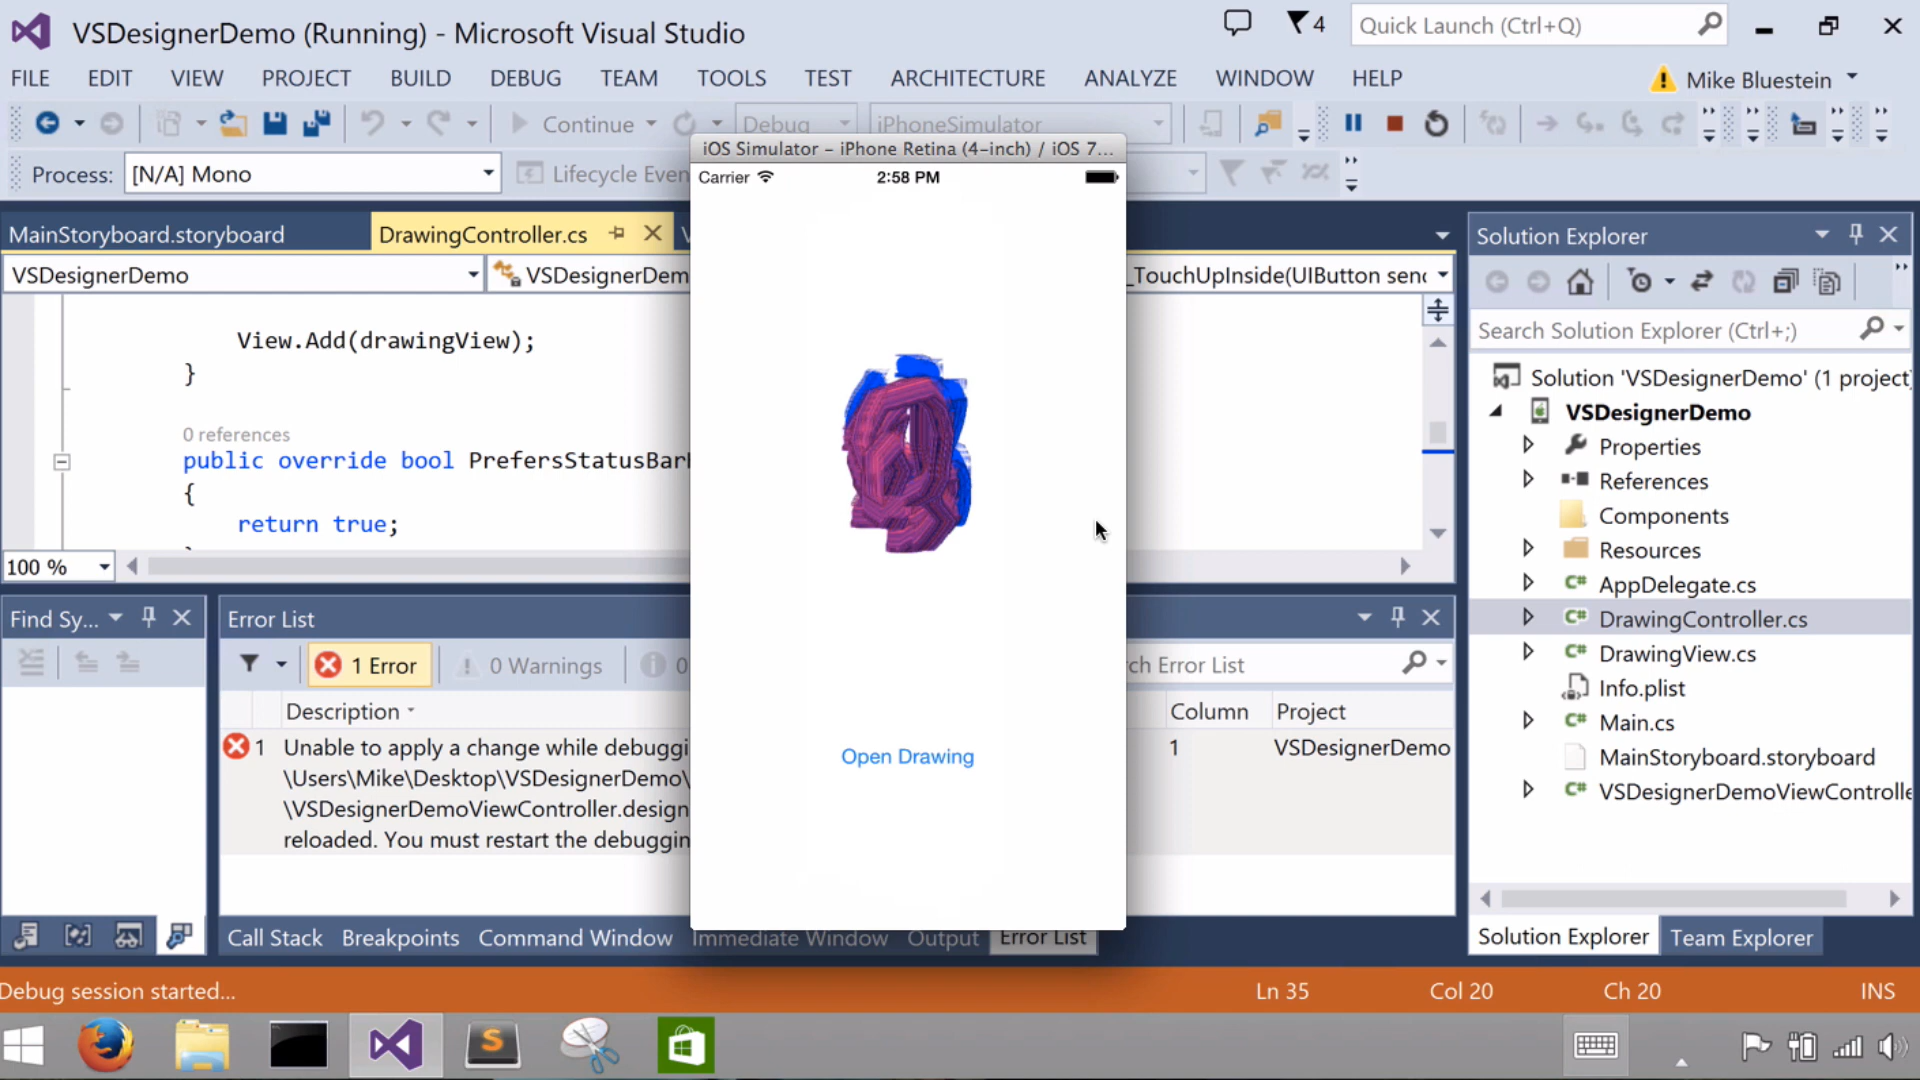 VSDesignerDemo (Running) - Microsoft Visual Studio
4
Quick Launch (Ctrl+Q)
FILE EDIT VIEW PROJECT BUILD DEBUG TEAM TOOLS TEST ARCHITECTURE ANALYZE WINDOW HELP
Mike Bluestein
Continue
Debug
iPhoneSimulator
Process: [N/A] Mono
Lifecycle Even
iOS Simulator – iPhone Retina (4-inch) / iOS 7...
Carrier 2:58 PM
Open Drawing
MainStoryboard.storyboard DrawingController.cs
VSDesignerDemo VSDesignerDem
_TouchUpInside(UIButton senc
View.Add(drawingView);
}
0 references
public override bool PrefersStatusBar
{
return true;
100 %
Find Sy...
Error List
1 Error 0 Warnings 0
ch Error List
Description Column Project
1 Unable to apply a change while debuggi 1 VSDesignerDemo
\Users\Mike\Desktop\VSDesignerDemo\
\VSDesignerDemoViewController.design
reloaded. You must restart the debuggin
Call Stack Breakpoints Command Window Immediate Window Output Error List
Solution Explorer
Search Solution Explorer (Ctrl+;)
Solution 'VSDesignerDemo' (1 project
VSDesignerDemo
Properties
References
Components
Resources
AppDelegate.cs
DrawingController.cs
DrawingView.cs
Info.plist
Main.cs
MainStoryboard.storyboard
VSDesignerDemoViewControlle
Solution Explorer Team Explorer
Debug session started... Ln 35 Col 20 Ch 20 INS